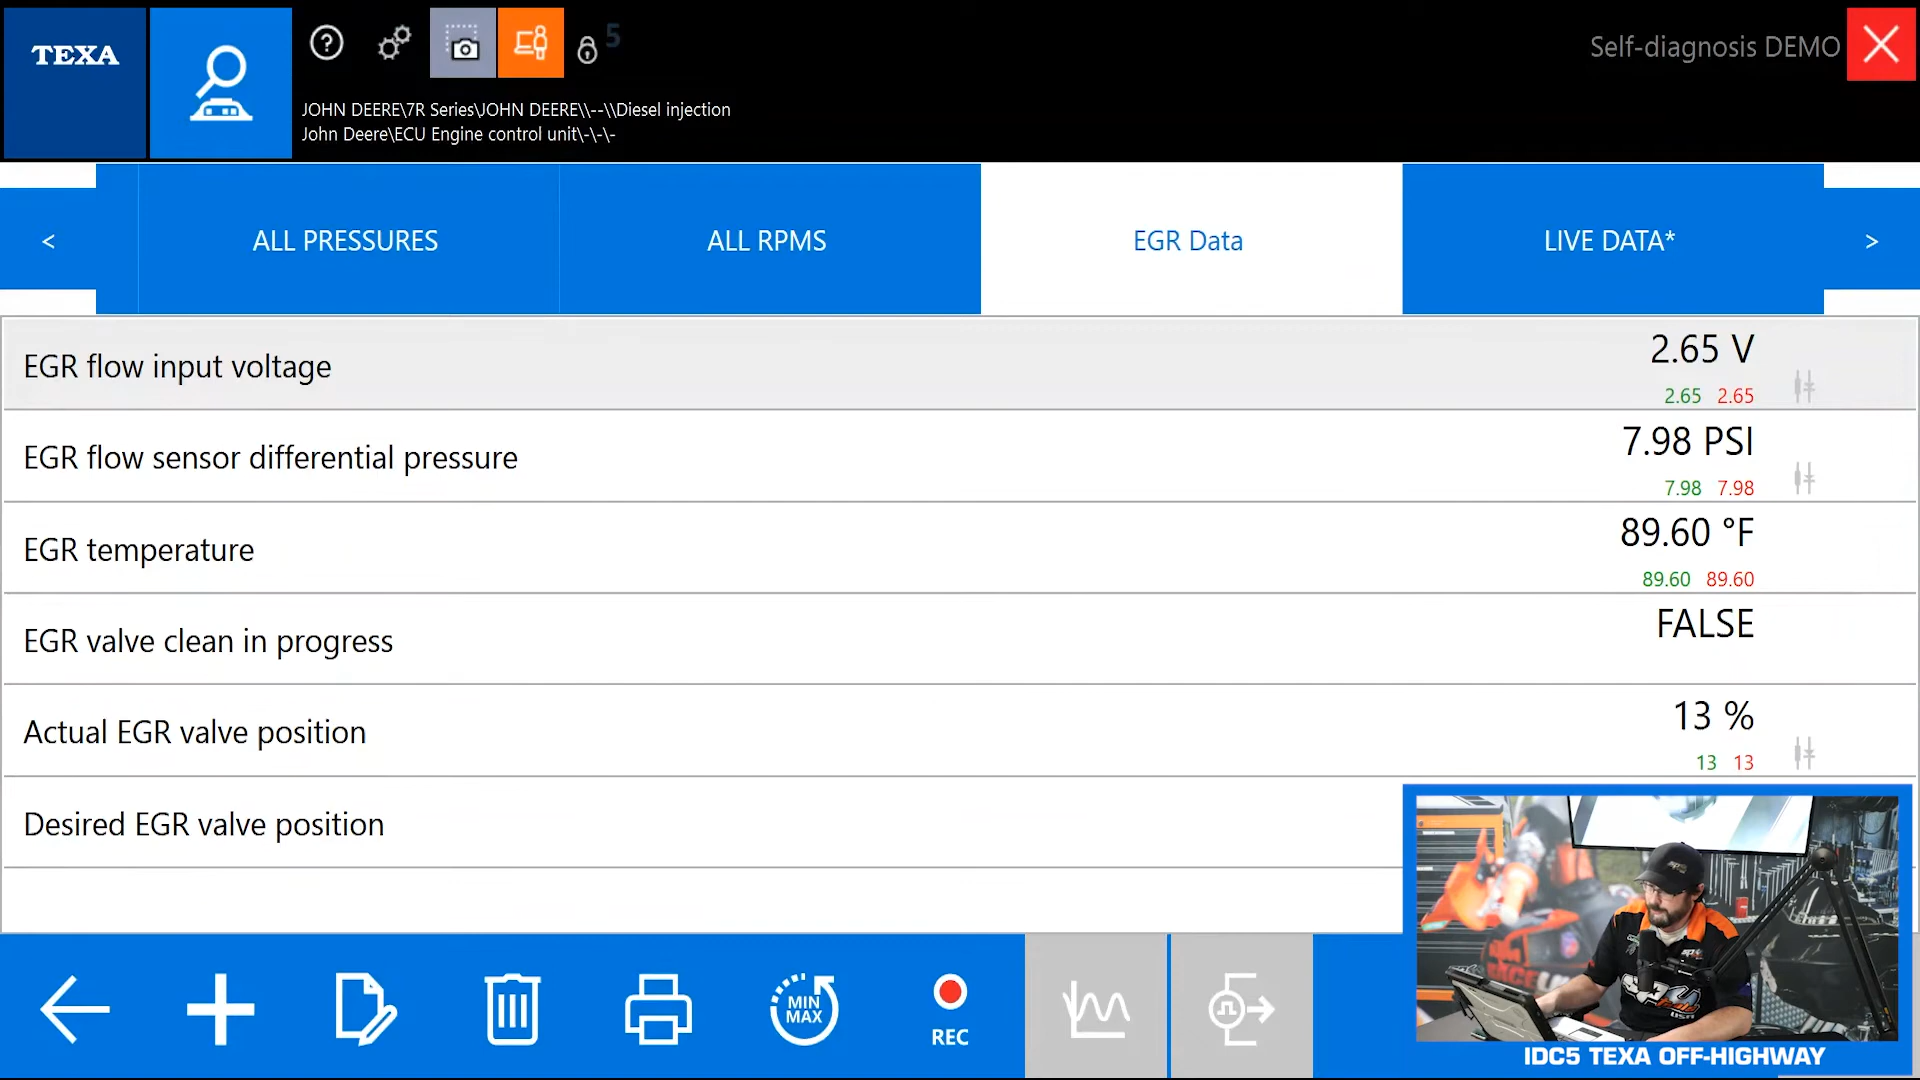 TEXA
5
Self-diagnosis DEMO
JOHN DEERE\7R Series\JOHN DEERE\\--\\Diesel injection
John Deere\ECU Engine control unit\-\-\-
<
ALL PRESSURES
ALL RPMS
EGR Data
LIVE DATA*
>
EGR flow input voltage
2.65 V
2.65 2.65
EGR flow sensor differential pressure
7.98 PSI
7.98 7.98
EGR temperature
89.60 °F
89.60 89.60
EGR valve clean in progress
FALSE
Actual EGR valve position
13 %
13 13
Desired EGR valve position
MIN
MAX
REC
IDC5 TEXA OFF-HIGHWAY